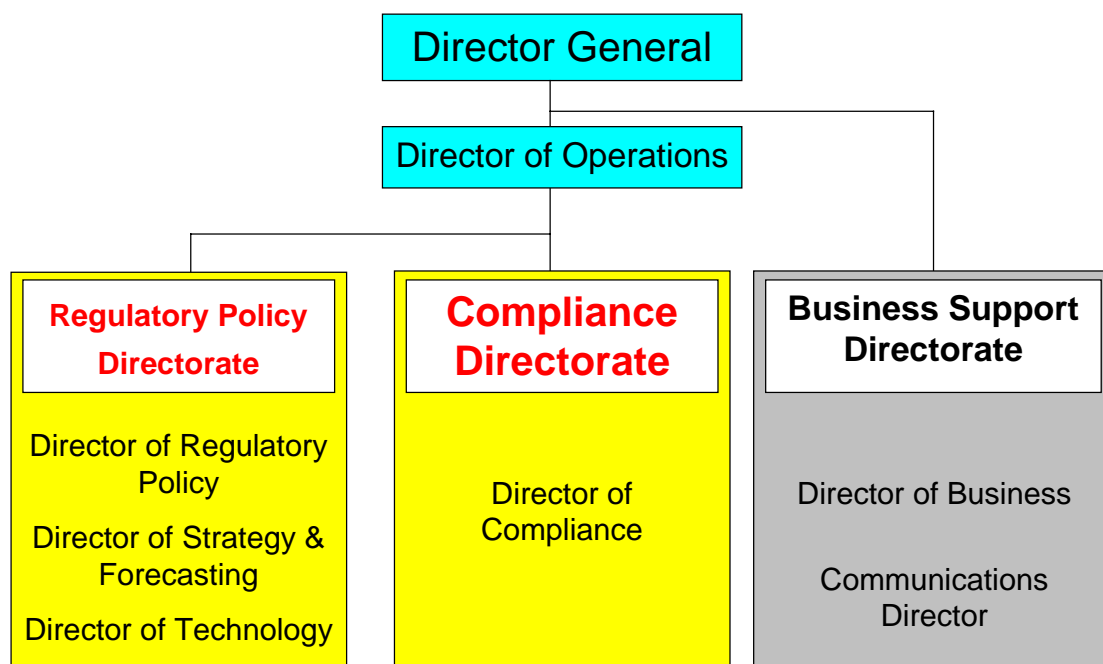 Director General
Director of Operations
Regulatory Policy
Directorate
Director of Regulatory
Policy
Director of Strategy &
Forecasting
Director of Technology
Compliance
Directorate
Director of
Compliance
Business Support
Directorate
Director of Business
Communications
Director